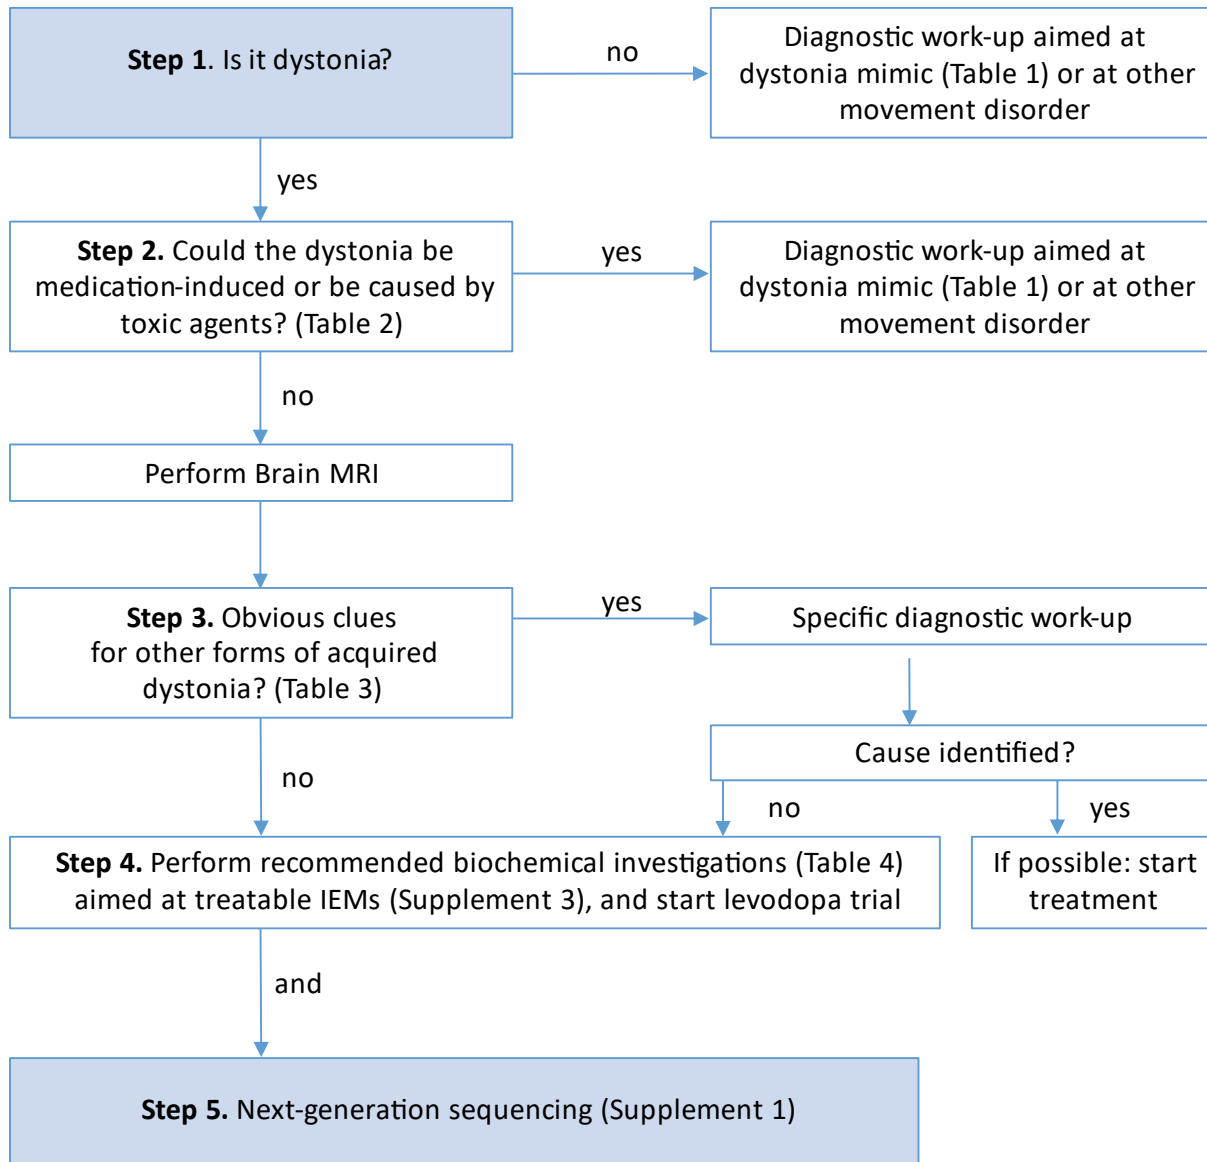 Step 1. Is it dystonia?
no
Diagnostic work-up aimed at
dystonia mimic (Table 1) or at other
movement disorder
yes
Step 2. Could the dystonia be
medication-induced or be caused by
toxic agents? (Table 2)
yes
Diagnostic work-up aimed at
dystonia mimic (Table 1) or at other
movement disorder
no
Perform Brain MRI
Step 3. Obvious clues
for other forms of acquired
dystonia? (Table 3)
yes
Specific diagnostic work-up
Cause identified?
no
no
yes
Step 4. Perform recommended biochemical investigations (Table 4)
aimed at treatable IEMs (Supplement 3), and start levodopa trial
If possible: start
treatment
and
Step 5. Next-generation sequencing (Supplement 1)